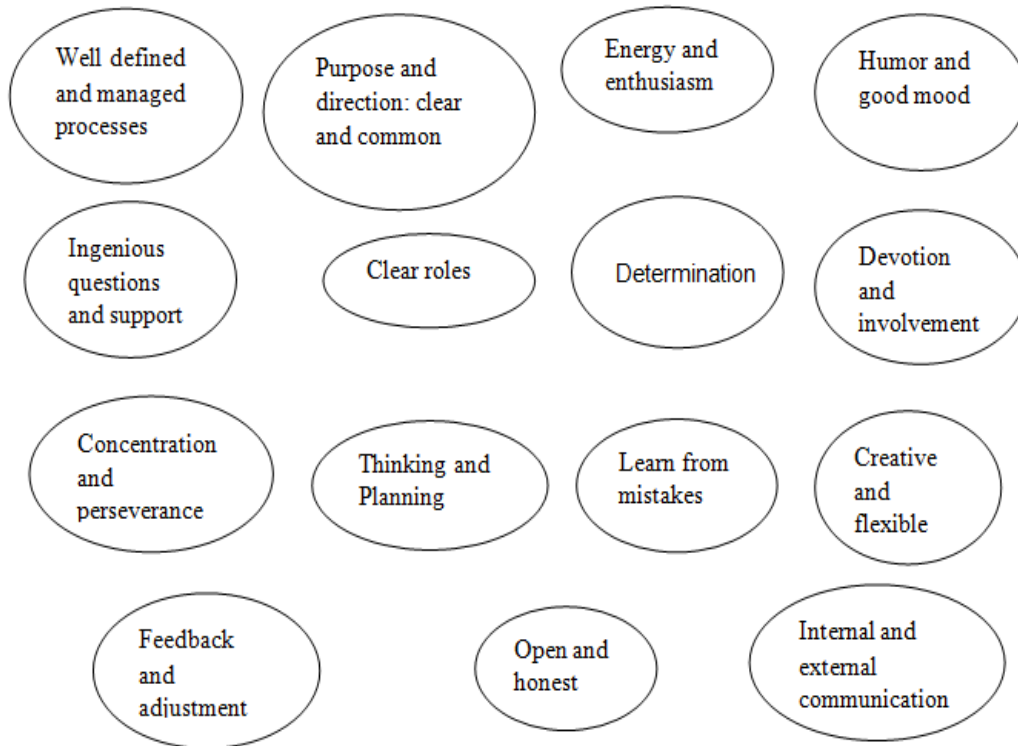 Well defined
and managed
processes
Purpose and
direction: clear
and common
Energy and
enthusiasm
Humor and
good mood
Ingenious
questions
and support
Clear roles
Determination
Devotion
and
involvement
Concentration
and
perseverance
Thinking and
Planning
Learn from
mistakes
Creative
and
flexible
Feedback
and
adjustment
Open and
honest
Internal and
external
communication